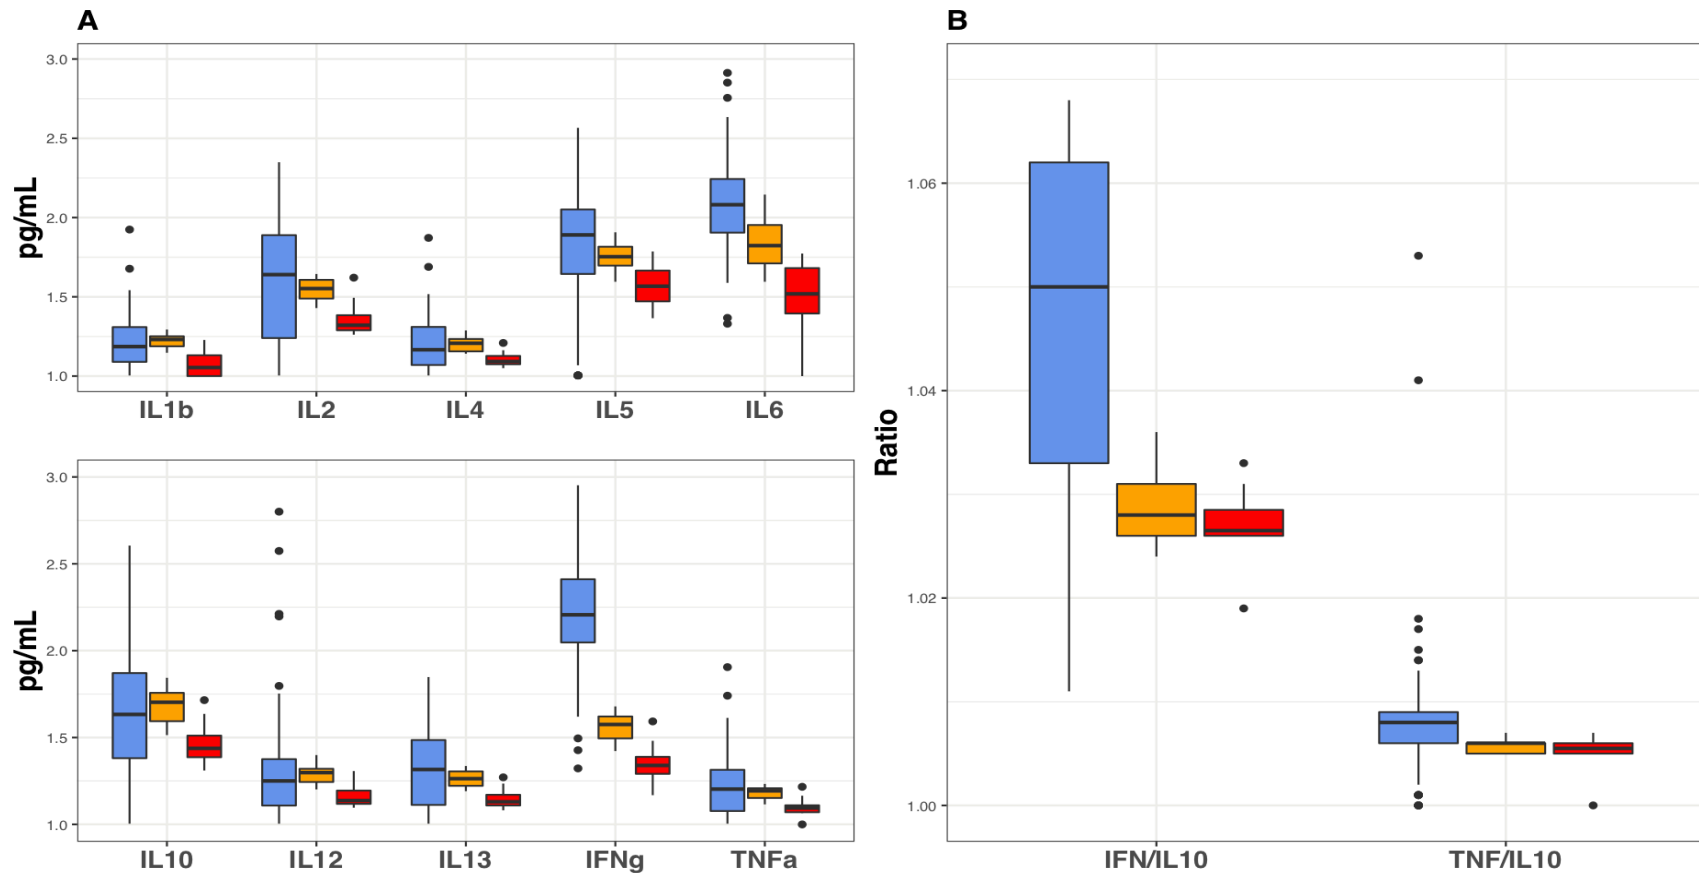 A
3.0
2.5
2.0
1.5
1.0
pg/mL
IL1b IL2 IL4 IL5 IL6
3.0
2.5
2.0
1.5
1.0
pg/mL
IL10 IL12 IL13 IFNg TNFa
B
1.06
1.04
1.02
1.00
Ratio
IFN/IL10 TNF/IL10